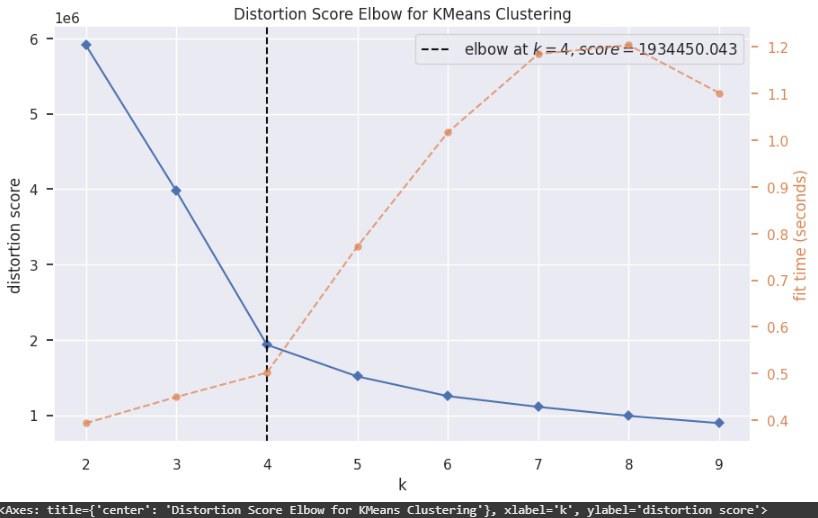 Distortion Score Elbow for KMeans Clustering
1e6
elbow at k = 4, score = 1934450.043
6
5
4
3
2
1
distortion score
1.2
1.1
1.0
0.9
0.8
0.7
0.6
0.5
0.4
fit time (seconds)
2 3 4 5 6 7 8 9
k
<Axes: title={'center': 'Distortion Score Elbow for KMeans Clustering'}, xlabel='k', ylabel='distortion score'>